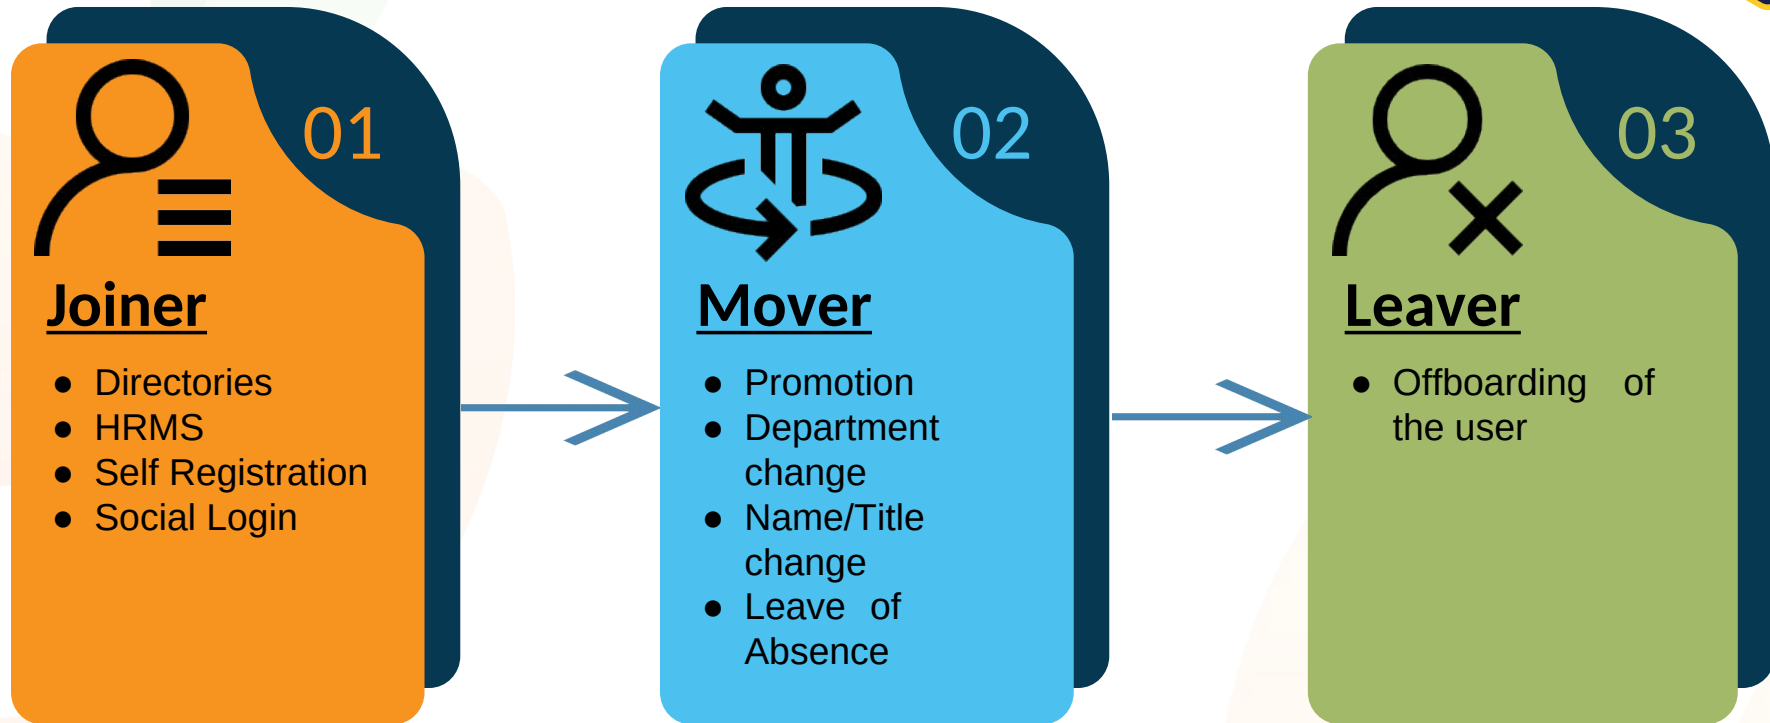 01
Joiner
● Directories
● HRMS
● Self Registration
● Social Login
02
Mover
● Promotion
● Department
change
● Name/Title
change
● Leave of
Absence
03
Leaver
● Offboarding of
the user